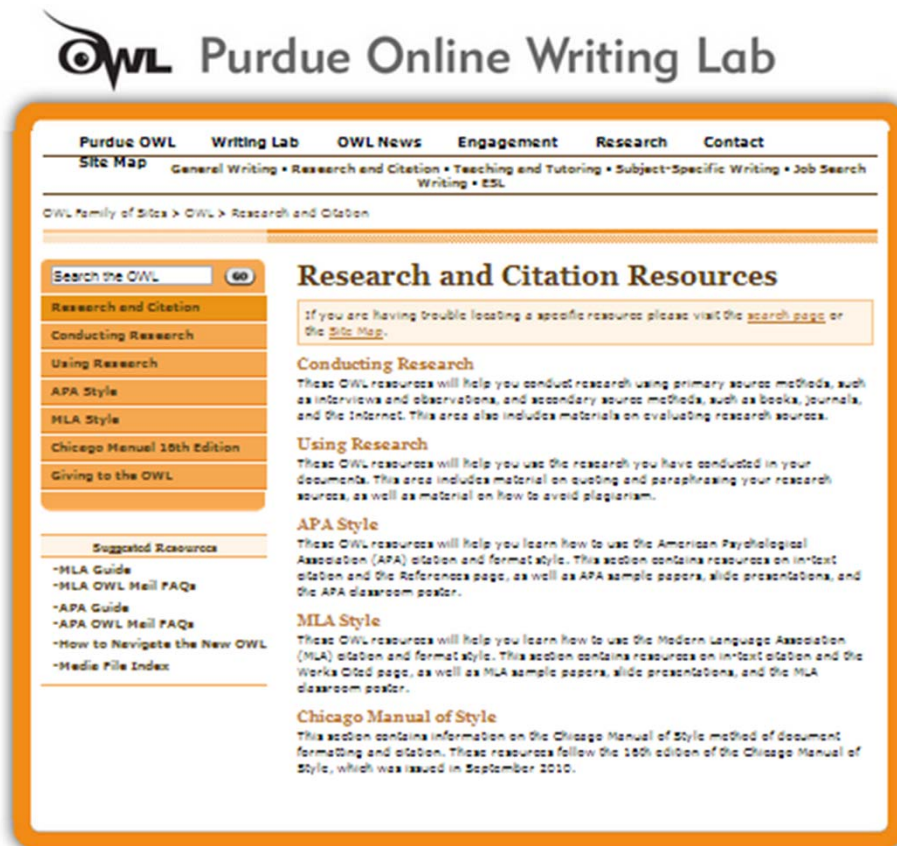 OWL Purdue Online Writing Lab
Purdue OWL Writing Lab OWL News Engagement Research Contact
Site Map
General Writing • Research and Citation • Teaching and Tutoring • Subject-Specific Writing • Job Search
Writing • ESL
OWL Family of Sites > OWL > Research and Citation
Search the OWL GO
Research and Citation
Conducting Research
Using Research
APA Style
MLA Style
Chicago Manual 16th Edition
Giving to the OWL
Suggested Resources
-MLA Guide
-MLA OWL Mail FAQs
-APA Guide
-APA OWL Mail FAQs
-How to Navigate the New OWL
-Media File Index
Research and Citation Resources
If you are having trouble locating a specific resource please visit the search page or
the Site Map.
Conducting Research
These OWL resources will help you conduct research using primary source methods, such
as interviews and observations, and secondary source methods, such as books, journals,
and the Internet. This area also includes materials on evaluating research sources.
Using Research
These OWL resources will help you use the research you have conducted in your
documents. This area includes material on quoting and paraphrasing your research
sources, as well as material on how to avoid plagiarism.
APA Style
These OWL resources will help you learn how to use the American Psychological
Association (APA) citation and format style. This section contains resources on in-text
citation and the References page, as well as APA sample papers, slide presentations, and
the APA classroom poster.
MLA Style
These OWL resources will help you learn how to use the Modern Language Association
(MLA) citation and format style. This section contains resources on in-text citation and the
Works Cited page, as well as MLA sample papers, slide presentations, and the MLA
classroom poster.
Chicago Manual of Style
This section contains information on the Chicago Manual of Style method of document
formatting and citation. These resources follow the 16th edition of the Chicago Manual of
Style, which was issued in September 2010.